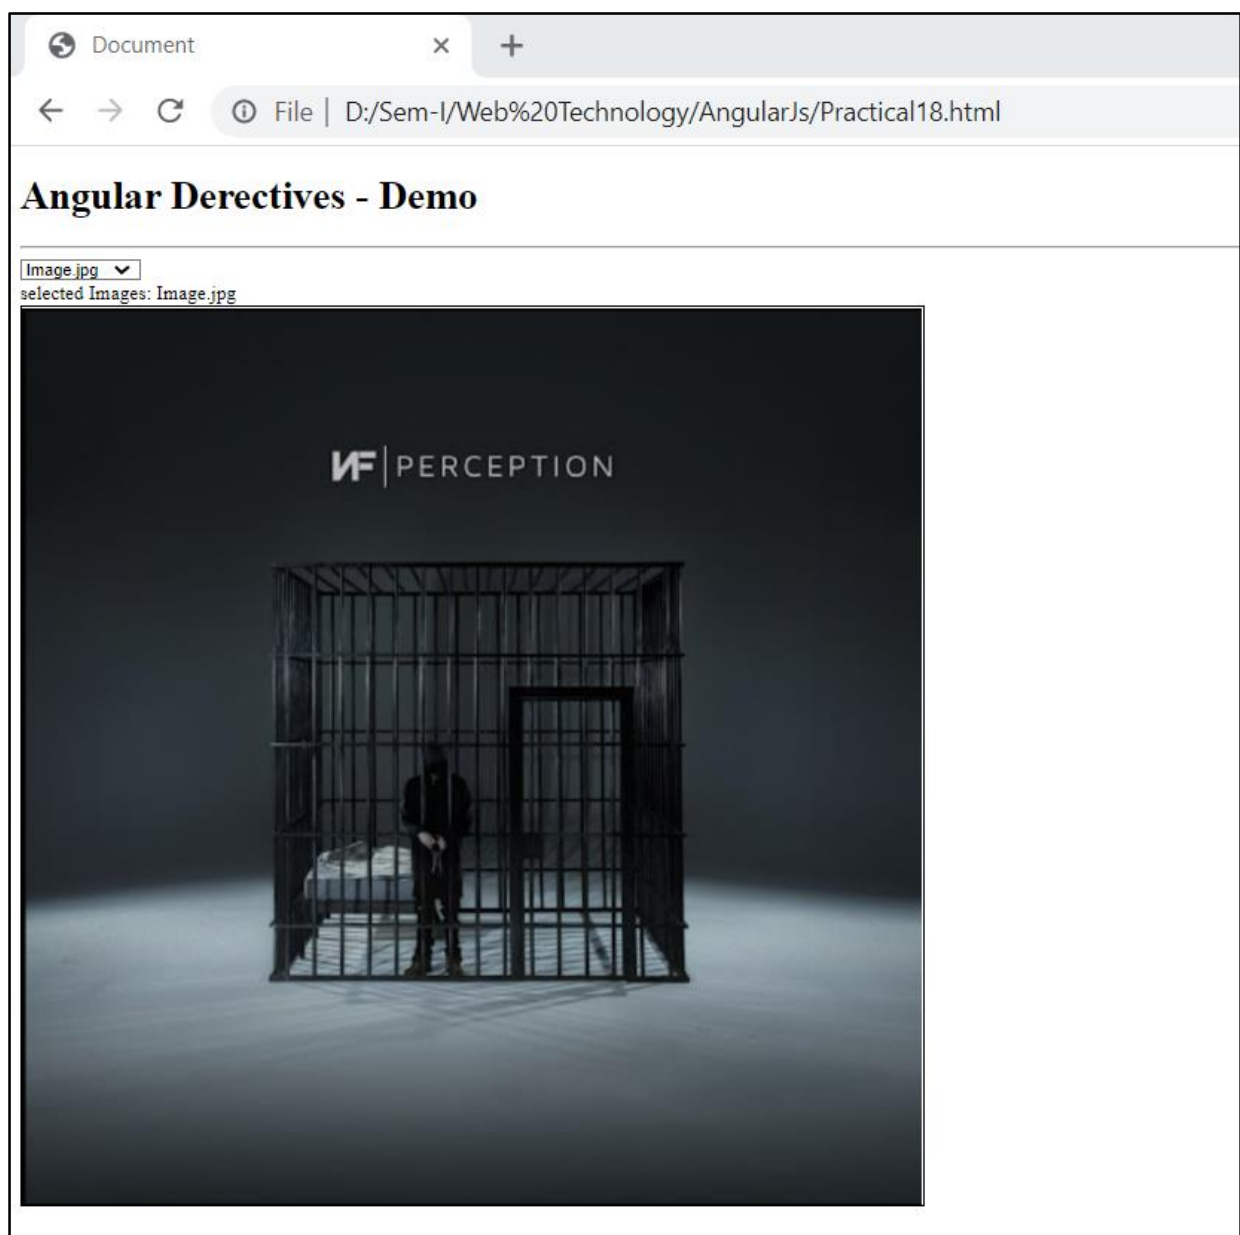 Document
File | D:/Sem-I/Web%20Technology/AngularJs/Practical18.html
Angular Derectives - Demo
Image.jpg
selected Images: Image.jpg
NF | PERCEPTION